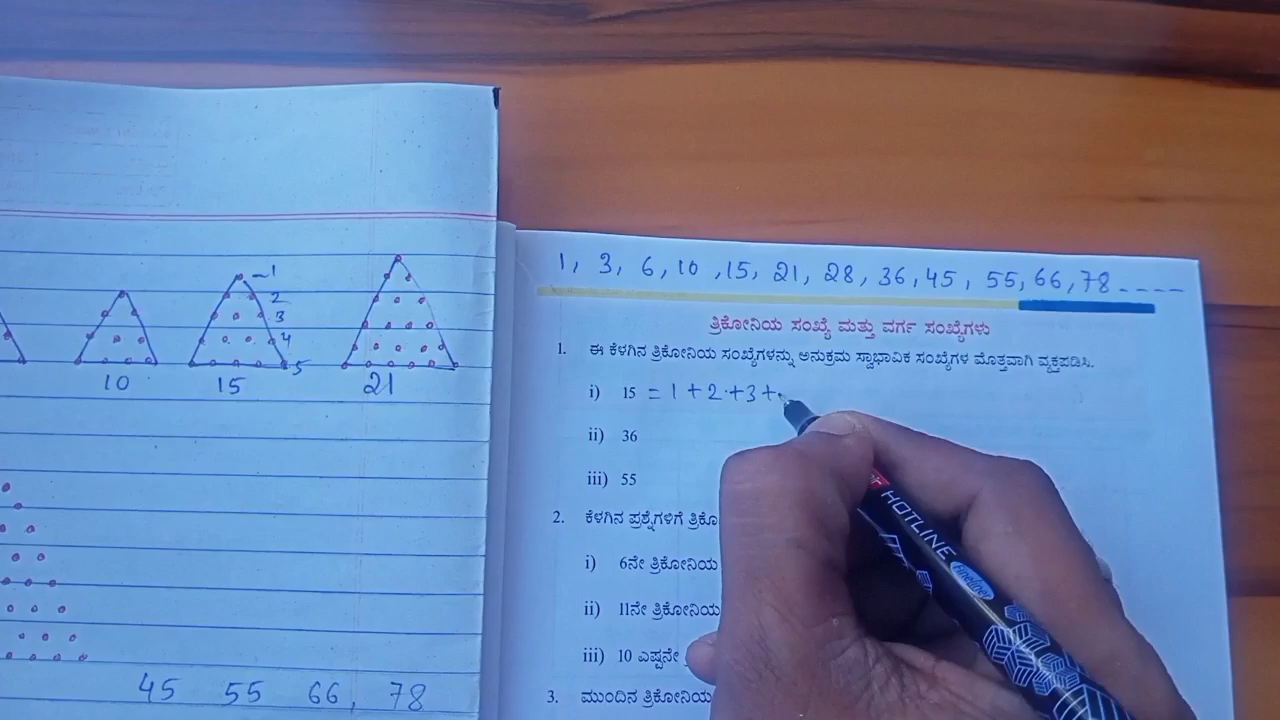 1
2
3
4
5
10 15 21
45 55 66, 78
1, 3, 6, 10, 15, 21, 28, 36, 45, 55, 66, 78 ----
ತ್ರಿಕೋನಿಯ ಸಂಖ್ಯೆ ಮತ್ತು ವರ್ಗ ಸಂಖ್ಯೆಗಳು
1. ಈ ಕೆಳಗಿನ ತ್ರಿಕೋನಿಯ ಸಂಖ್ಯೆಗಳನ್ನು ಅನುಕ್ರಮ ಸ್ವಾಭಾವಿಕ ಸಂಖ್ಯೆಗಳ ಮೊತ್ತವಾಗಿ ವ್ಯಕ್ತಪಡಿಸಿ.
i) 15 = 1 + 2 + 3 +
ii) 36
iii) 55
2. ಕೆಳಗಿನ ಪ್ರಶ್ನೆಗಳಿಗೆ ತ್ರಿಕೋ
i) 6ನೇ ತ್ರಿಕೋನಿಯ
ii) 11ನೇ ತ್ರಿಕೋನಿಯ
iii) 10 ಎಷ್ಟನೇ
3. ಮುಂದಿನ ತ್ರಿಕೋನಿಯ
HOTLINE Fineliner